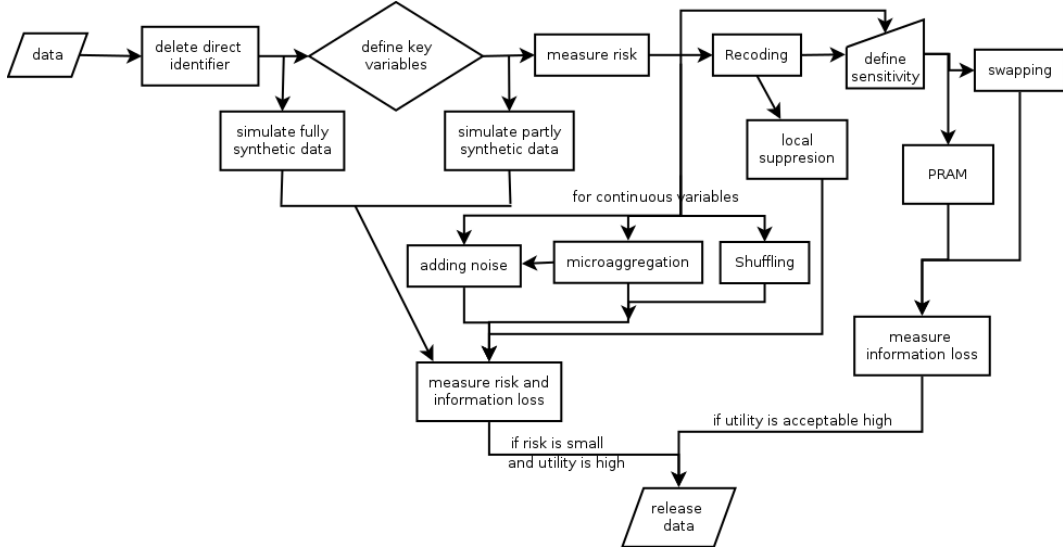 data
delete direct
identifier
define key
variables
measure risk
Recoding
define
sensitivity
swapping
simulate fully
synthetic data
simulate partly
synthetic data
local
suppresion
PRAM
for continuous variables
adding noise
microaggregation
Shuffling
measure
information loss
measure risk and
information loss
if utility is acceptable high
if risk is small
and utility is high
release
data